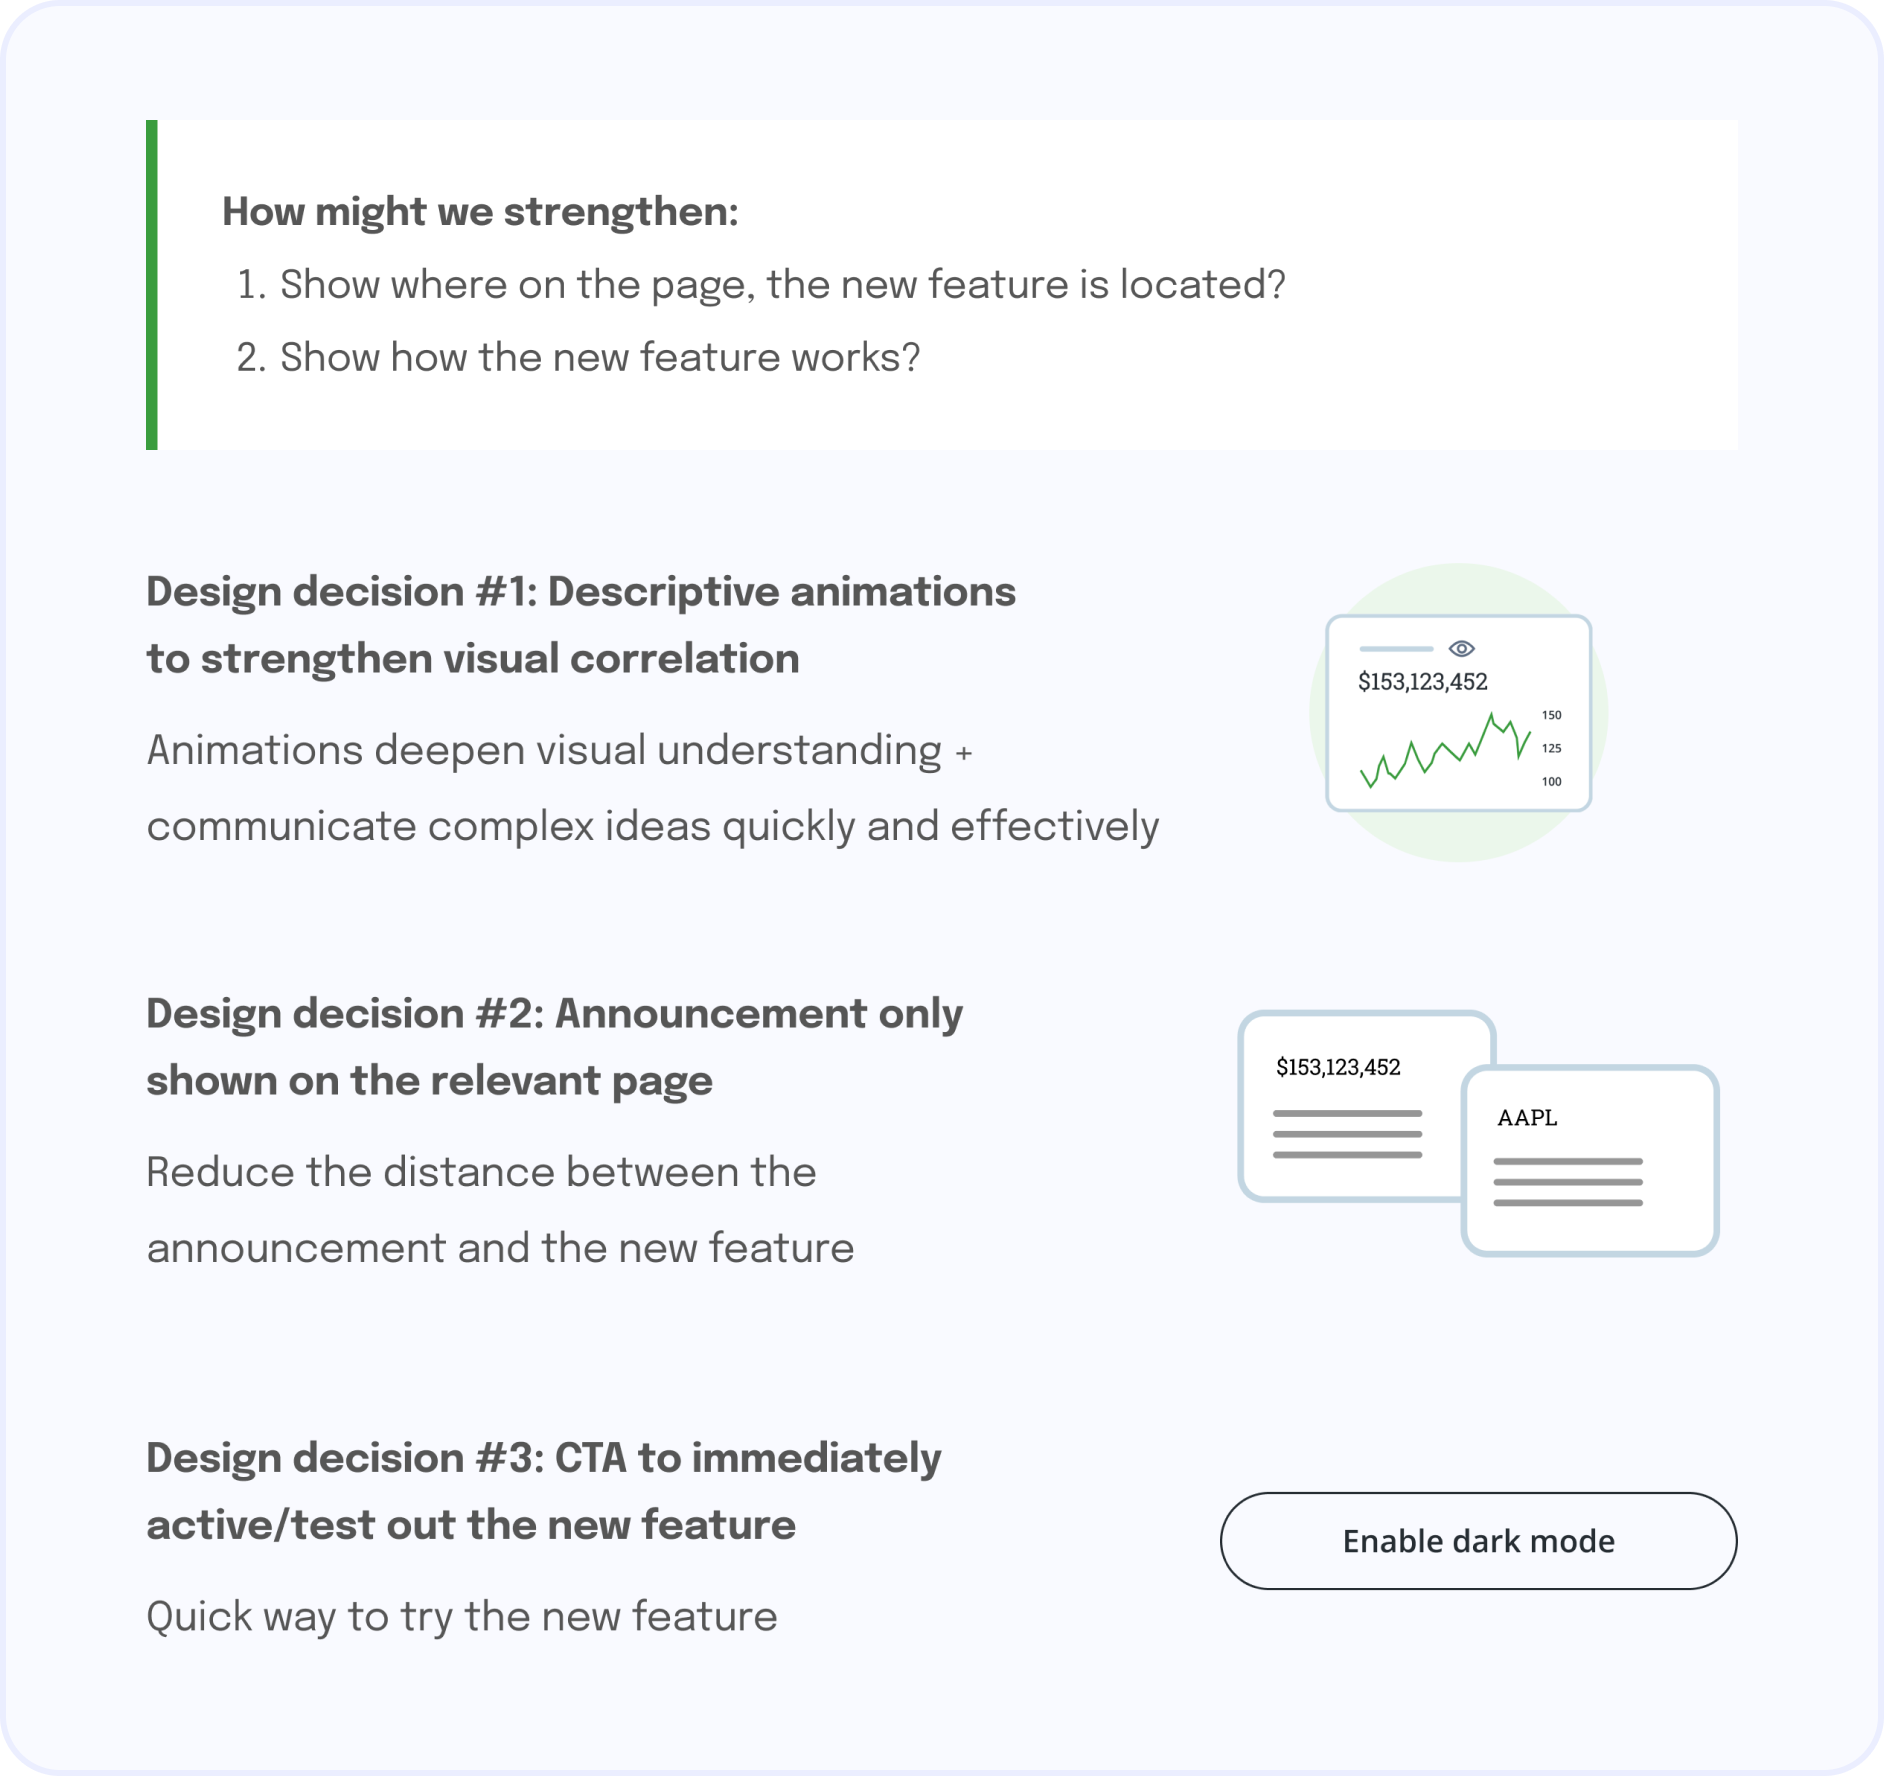 How might we strengthen:
1. Show where on the page, the new feature is located?
2. Show how the new feature works?
Design decision #1: Descriptive animations
to strengthen visual correlation
Animations deepen visual understanding +
communicate complex ideas quickly and effectively
$153,123,452
150
125
100
Design decision #2: Announcement only
shown on the relevant page
Reduce the distance between the
announcement and the new feature
$153,123,452
AAPL
Design decision #3: CTA to immediately
active/test out the new feature
Quick way to try the new feature
Enable dark mode